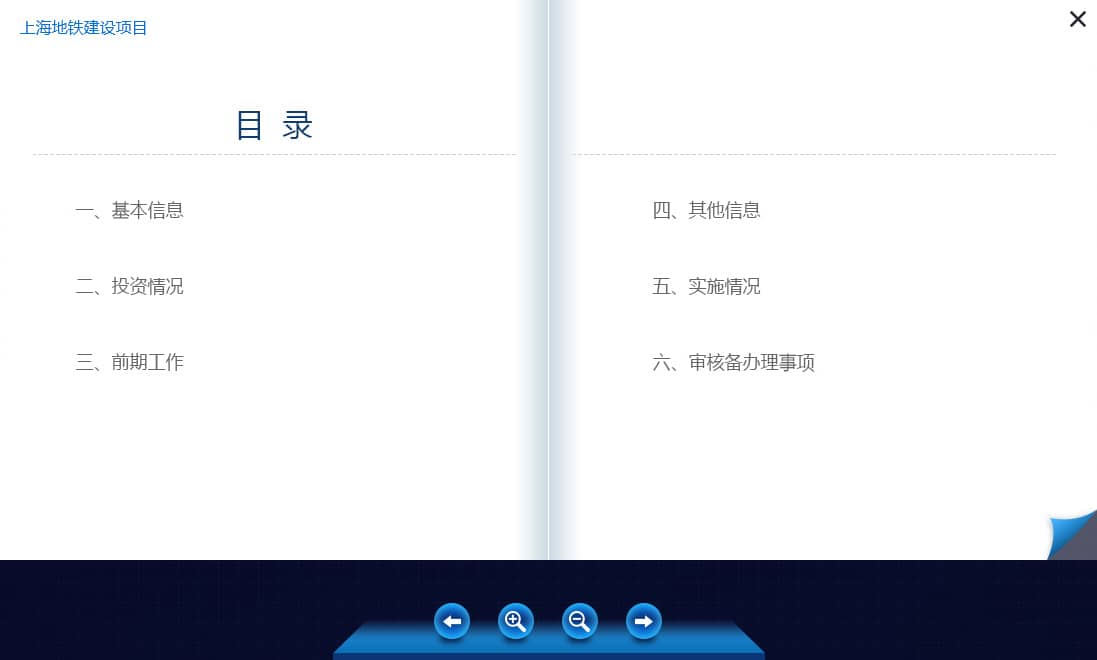 上海地铁建设项目
目 录
一、基本信息
二、投资情况
三、前期工作
四、其他信息
五、实施情况
六、审核备办理事项